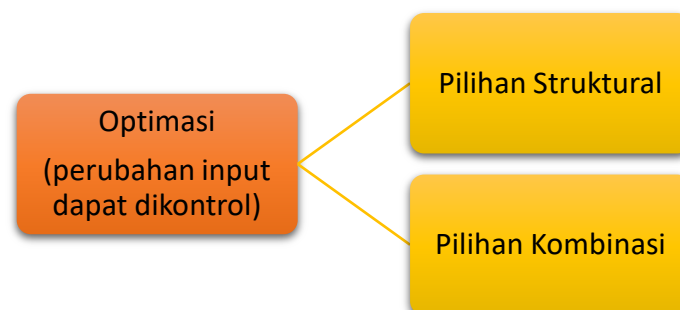 Optimasi
(perubahan input
dapat dikontrol)
Pilihan Struktural
Pilihan Kombinasi